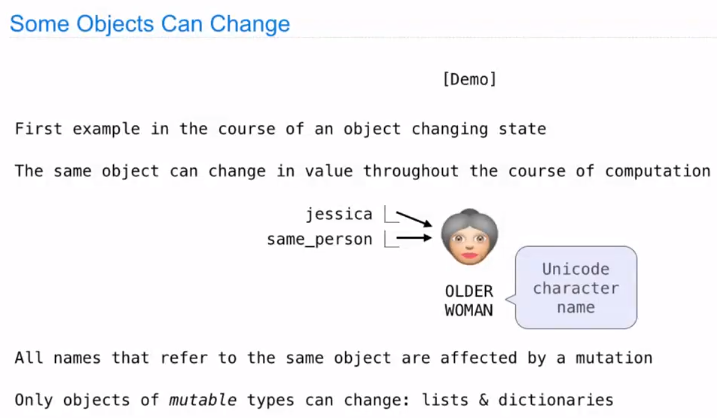 Some Objects Can Change
[Demo]
First example in the course of an object changing state
The same object can change in value throughout the course of computation
jessica
same_person
OLDER
WOMAN
Unicode
character
name
All names that refer to the same object are affected by a mutation
Only objects of mutable types can change: lists & dictionaries